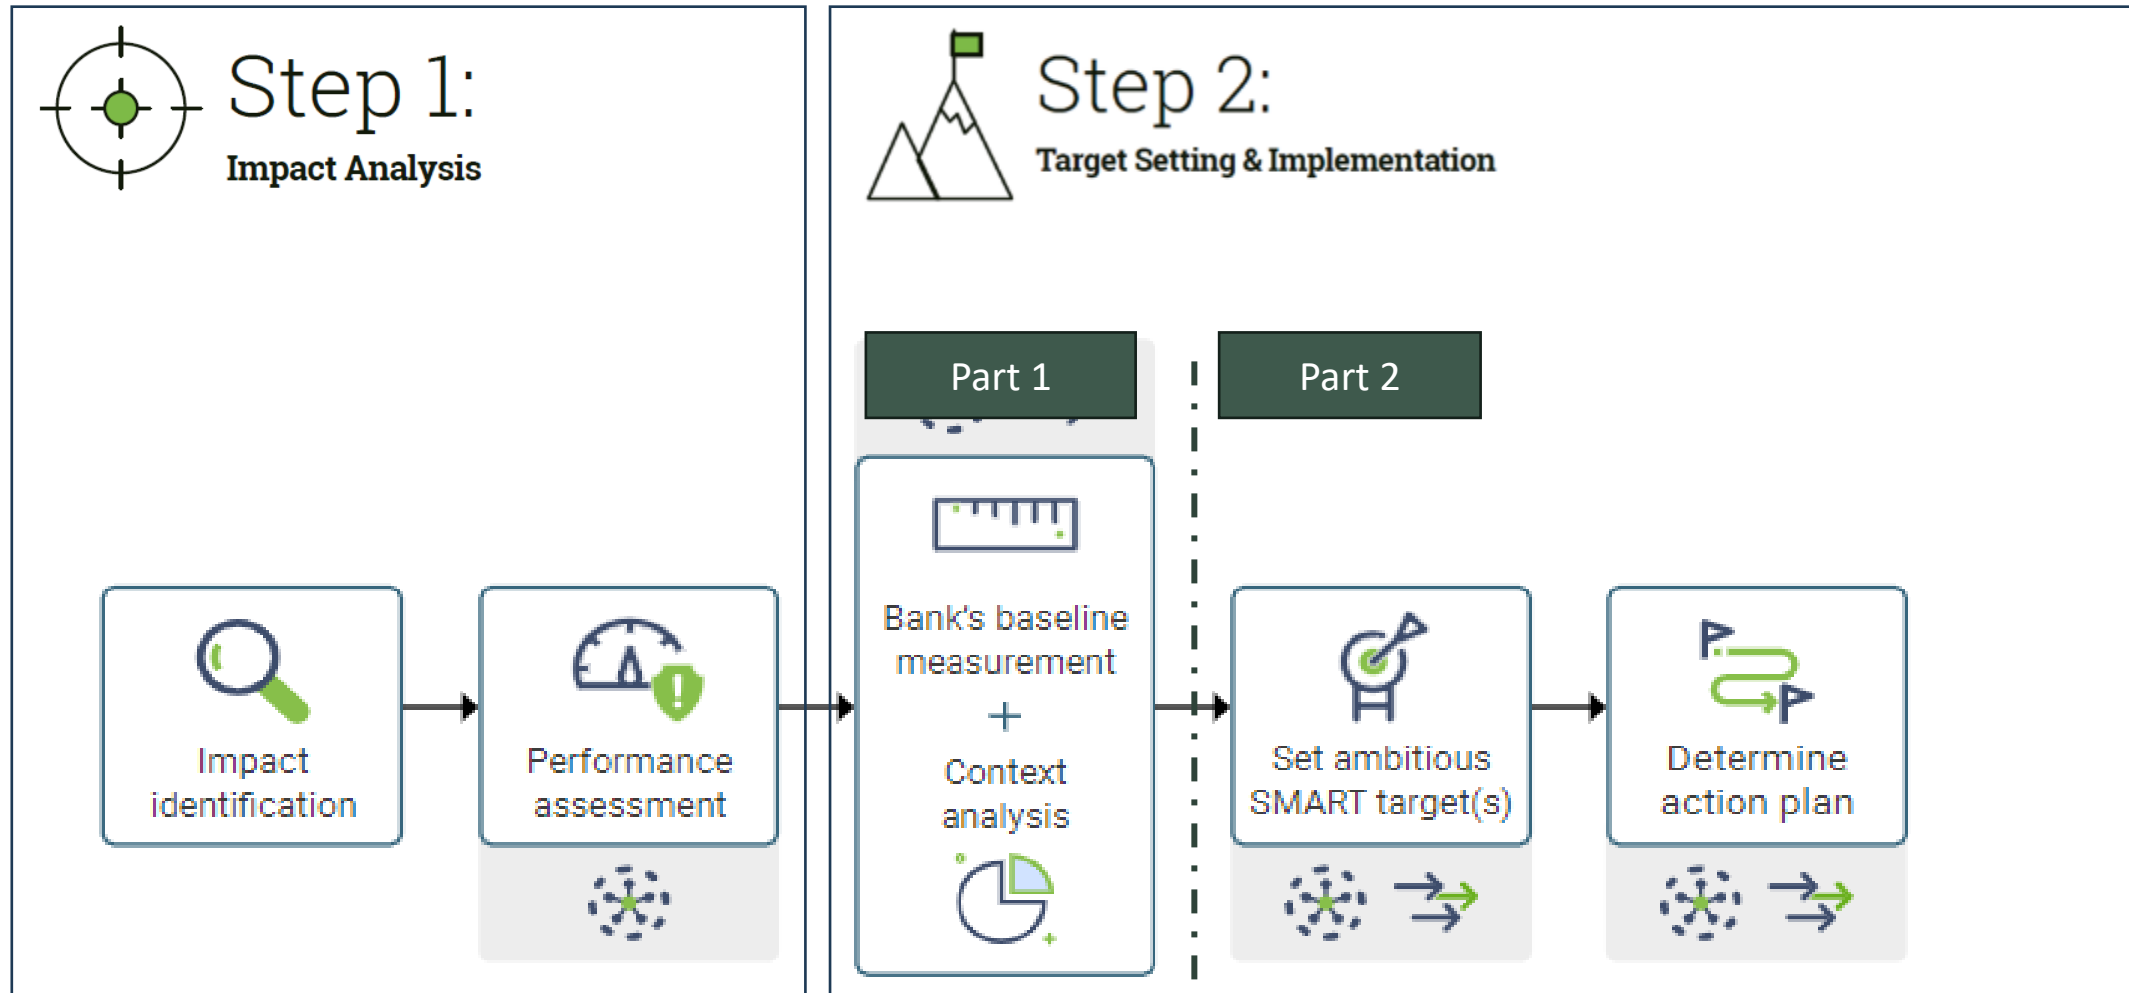 Step 1:
Impact Analysis
Impact
identification
Performance
assessment
Step 2:
Target Setting & Implementation
Part 1
Bank's baseline
measurement
+
Context
analysis
Part 2
Set ambitious
SMART target(s)
Determine
action plan